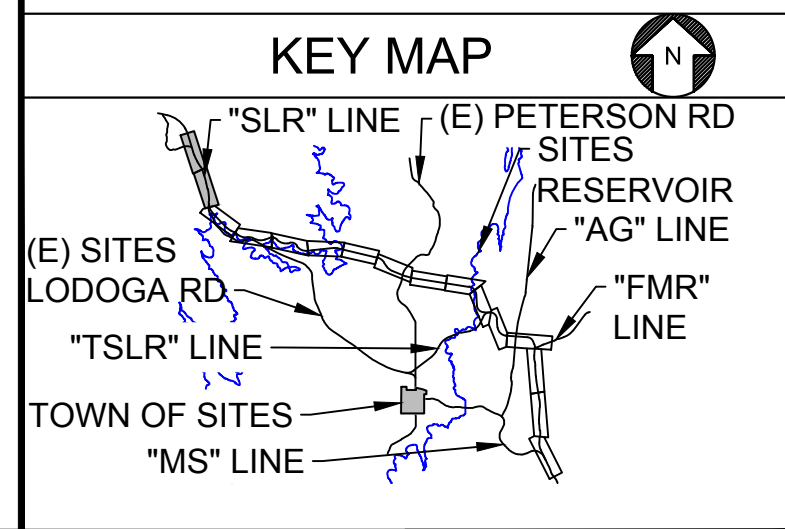 KEY MAP
N
"SLR" LINE
(E) PETERSON RD
SITES
RESERVOIR
"AG" LINE
(E) SITES
LODOGA RD
"FMR"
LINE
"TSLR" LINE
TOWN OF SITES
"MS" LINE